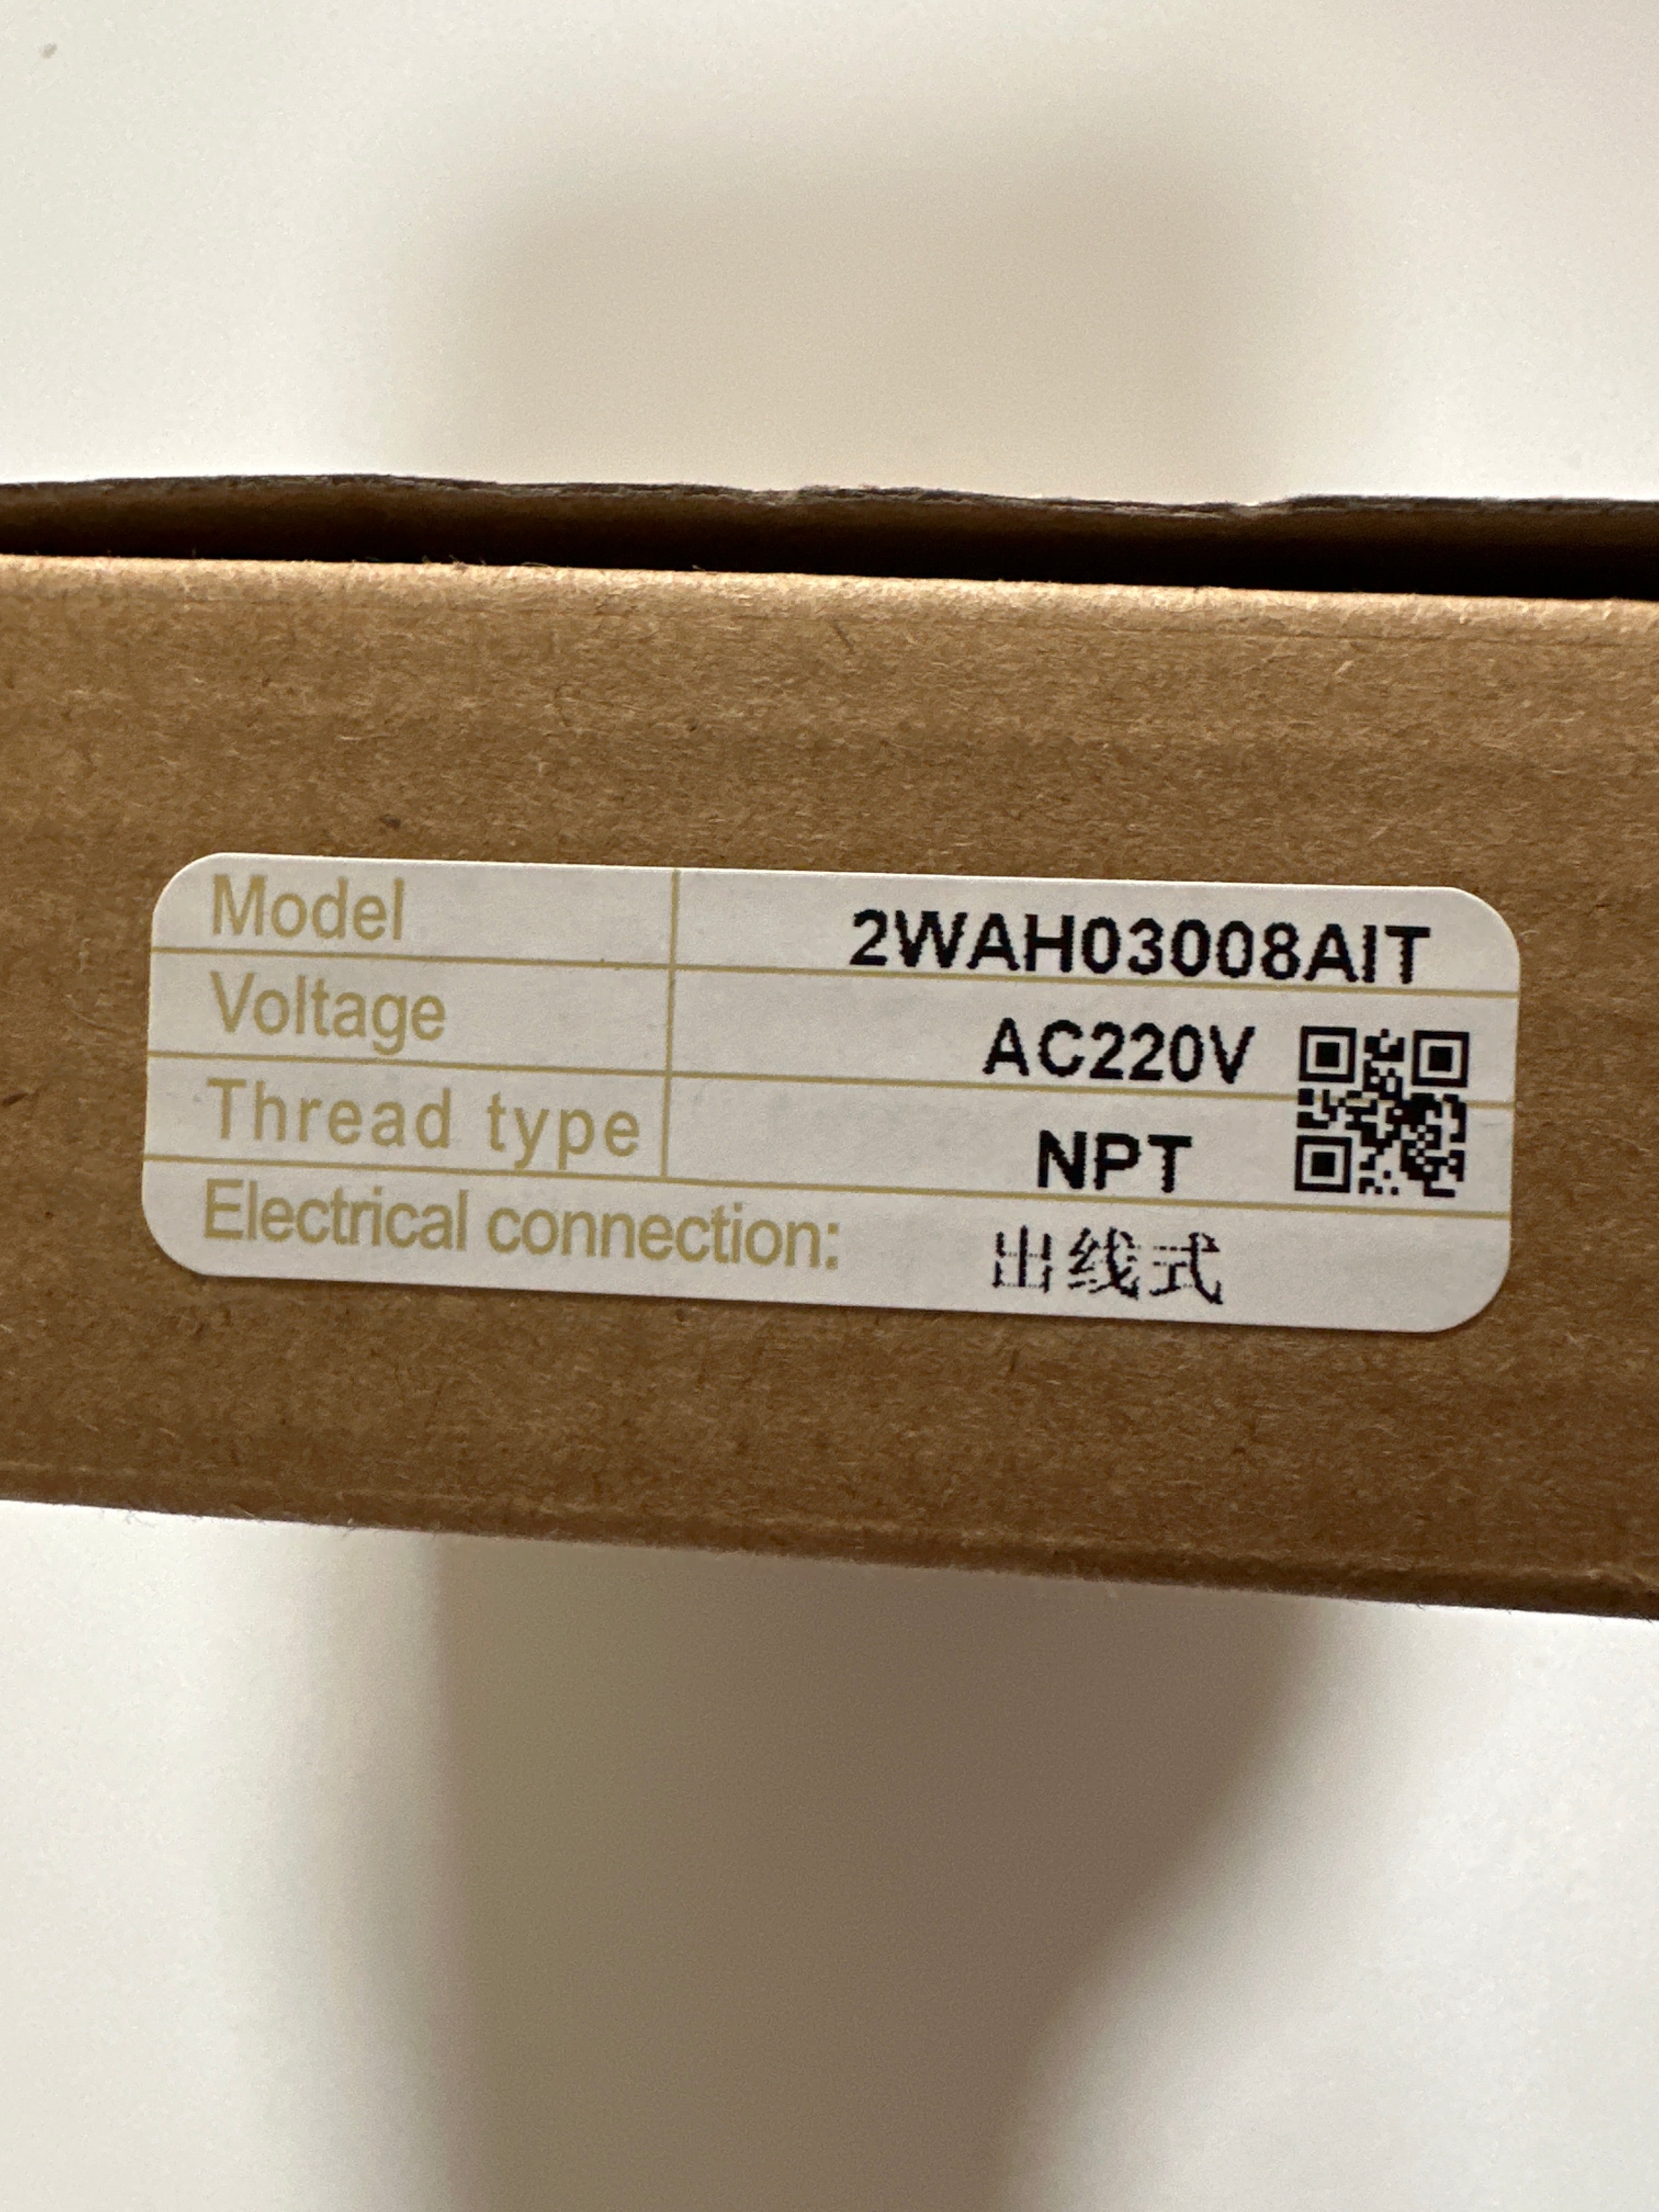 Model 2WAH03008AIT
Voltage AC220V
Thread type NPT
Electrical connection: 出线式